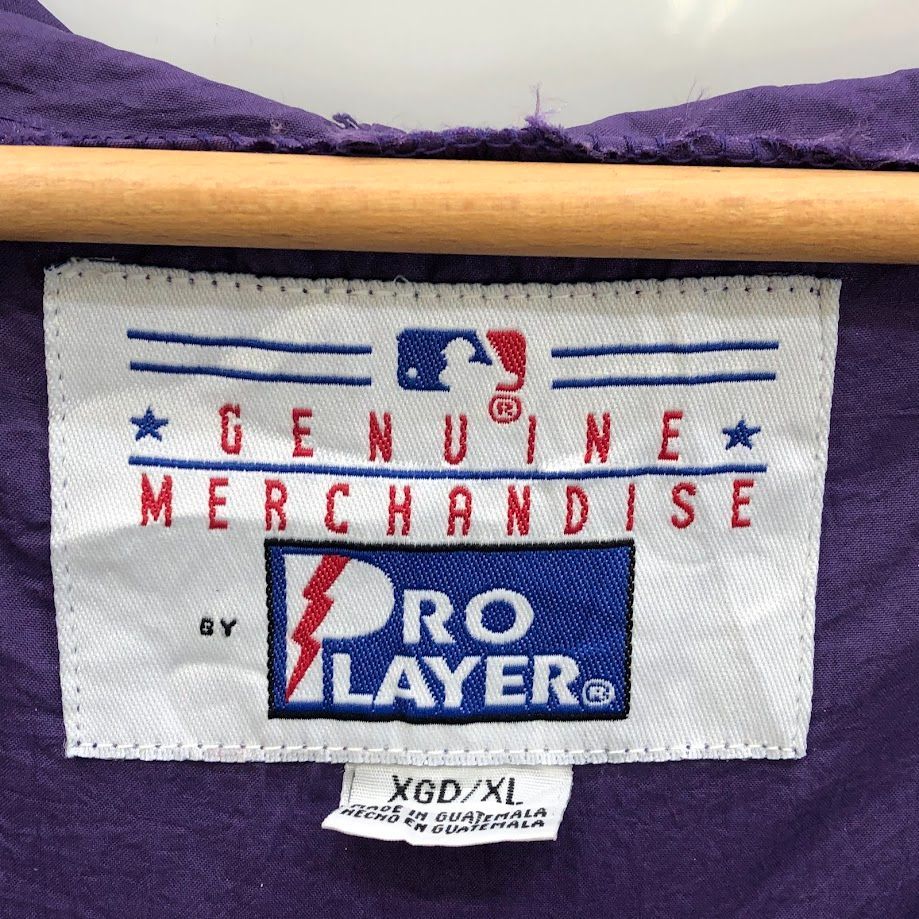 GENUINE®
MERCHANDISE
BY
PRO
PLAYER®
XGD/XL
MADE IN GUATEMALA
HECHO EN GUATEMALA